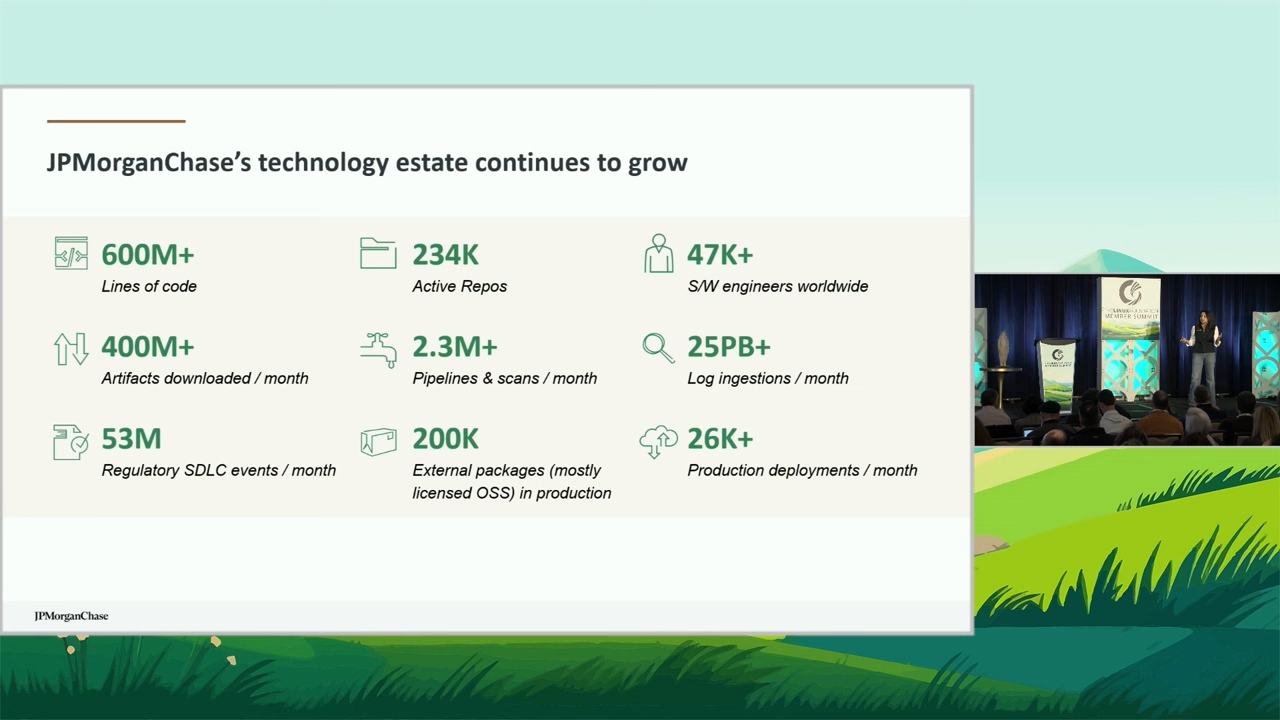 JPMorganChase’s technology estate continues to grow
600M+
Lines of code
234K
Active Repos
47K+
S/W engineers worldwide
400M+
Artifacts downloaded / month
2.3M+
Pipelines & scans / month
25PB+
Log ingestions / month
53M
Regulatory SDLC events / month
200K
External packages (mostly
licensed OSS) in production
26K+
Production deployments / month
JPMorganChase
MEMBER SUMMIT